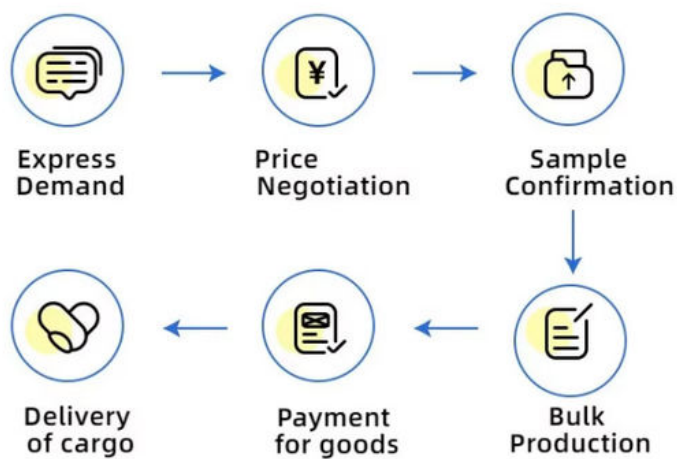 ¥
Express
Demand
Price
Negotiation
Sample
Confirmation
Delivery
of cargo
Payment
for goods
Bulk
Production